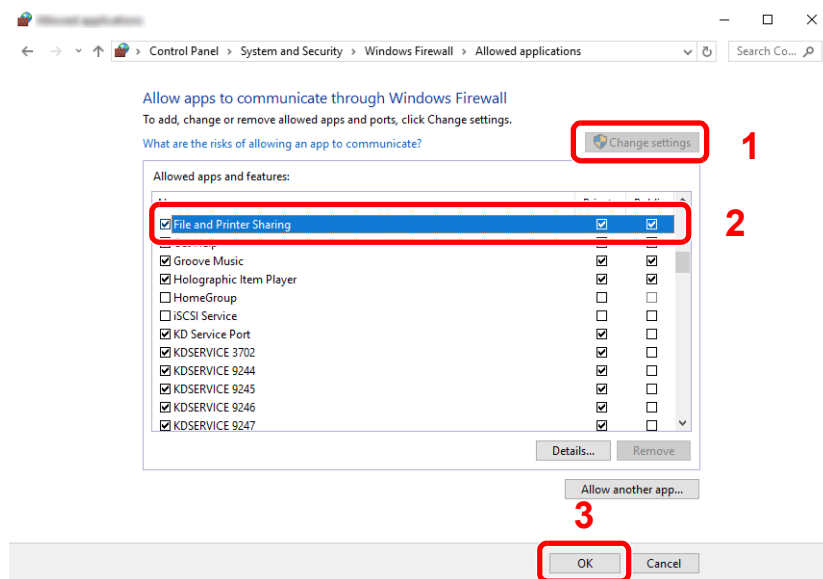 Control Panel > System and Security > Windows Firewall > Allowed applications
Search Co...
Allow apps to communicate through Windows Firewall
To add, change or remove allowed apps and ports, click Change settings.
What are the risks of allowing an app to communicate?
Change settings
1
Allowed apps and features:
File and Printer Sharing
2
Groove Music
Holographic Item Player
HomeGroup
iSCSI Service
KD Service Port
KDSERVICE 3702
KDSERVICE 9244
KDSERVICE 9245
KDSERVICE 9246
KDSERVICE 9247
Details...
Remove
Allow another app...
3
OK
Cancel